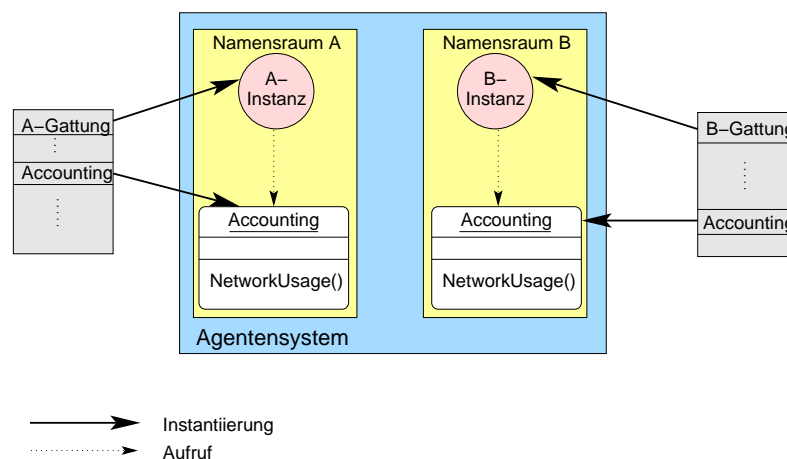 Namensraum A
Namensraum B
A–
Instanz
B–
Instanz
A–Gattung
Accounting
B–Gattung
Accounting
Accounting
NetworkUsage()
Accounting
NetworkUsage()
Agentensystem
Instantiierung
Aufruf